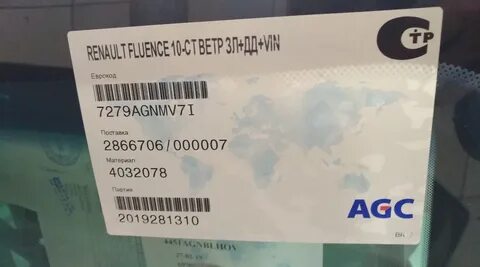 RENAULT FLUENCE 10-СТ ВЕТР ЗЛ+ДД+VIN
Еврокод
7279AGNMV7I
Поставка
2866706/000007
Материал
4032078
Партия
2019281310
AGC